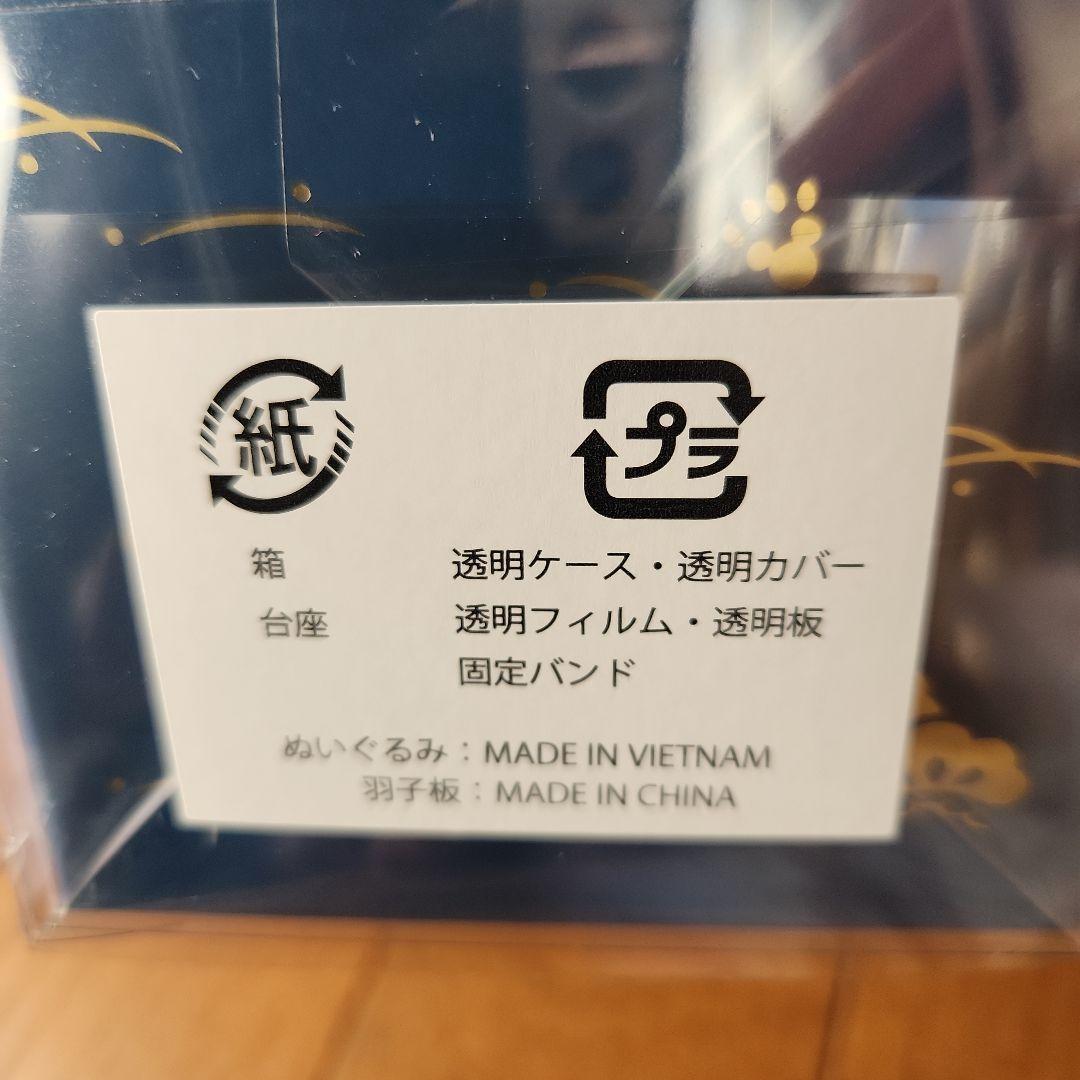 紙 プラ
箱 透明ケース・透明カバー
台座 透明フィルム・透明板
固定バンド
ぬいぐるみ：MADE IN VIETNAM
羽子板：MADE IN CHINA